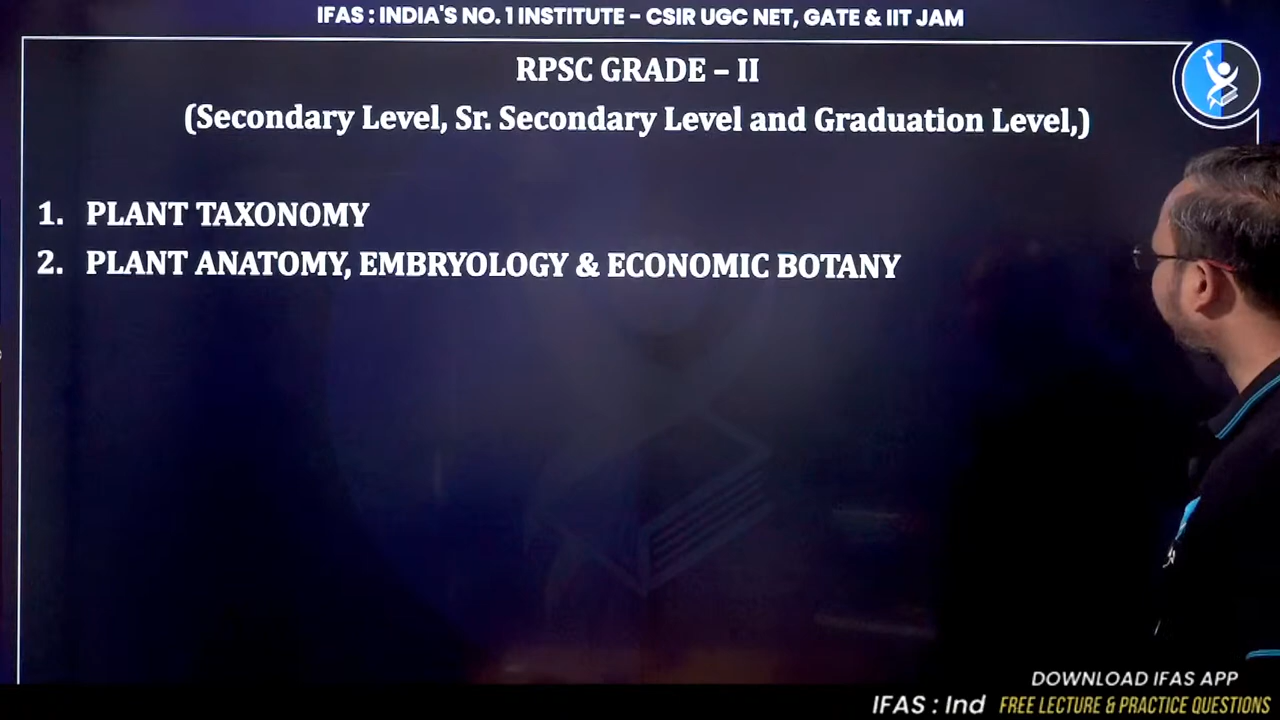 IFAS : INDIA'S NO. 1 INSTITUTE – CSIR UGC NET, GATE & IIT JAM
RPSC GRADE – II
(Secondary Level, Sr. Secondary Level and Graduation Level,)
1. PLANT TAXONOMY
2. PLANT ANATOMY, EMBRYOLOGY & ECONOMIC BOTANY
DOWNLOAD IFAS APP
IFAS : Ind FREE LECTURE & PRACTICE QUESTIONS